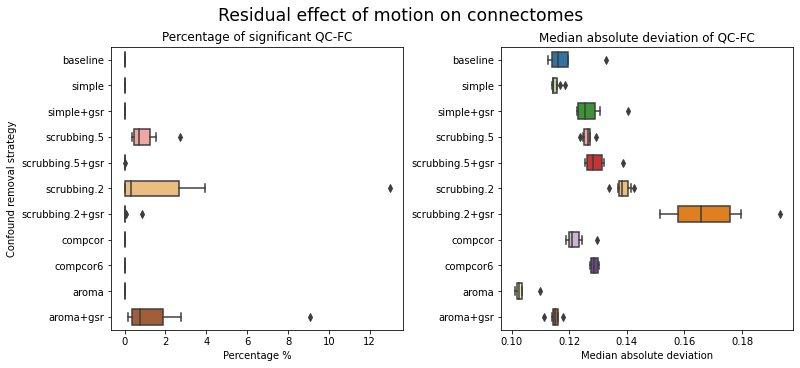 Residual effect of motion on connectomes
Percentage of significant QC-FC
Confound removal strategy
baseline
simple
simple+gsr
scrubbing.5
scrubbing.5+gsr
scrubbing.2
scrubbing.2+gsr
compcor
compcor6
aroma
aroma+gsr
0 2 4 6 8 10 12
Percentage %
Median absolute deviation of QC-FC
baseline
simple
simple+gsr
scrubbing.5
scrubbing.5+gsr
scrubbing.2
scrubbing.2+gsr
compcor
compcor6
aroma
aroma+gsr
0.10 0.12 0.14 0.16 0.18
Median absolute deviation